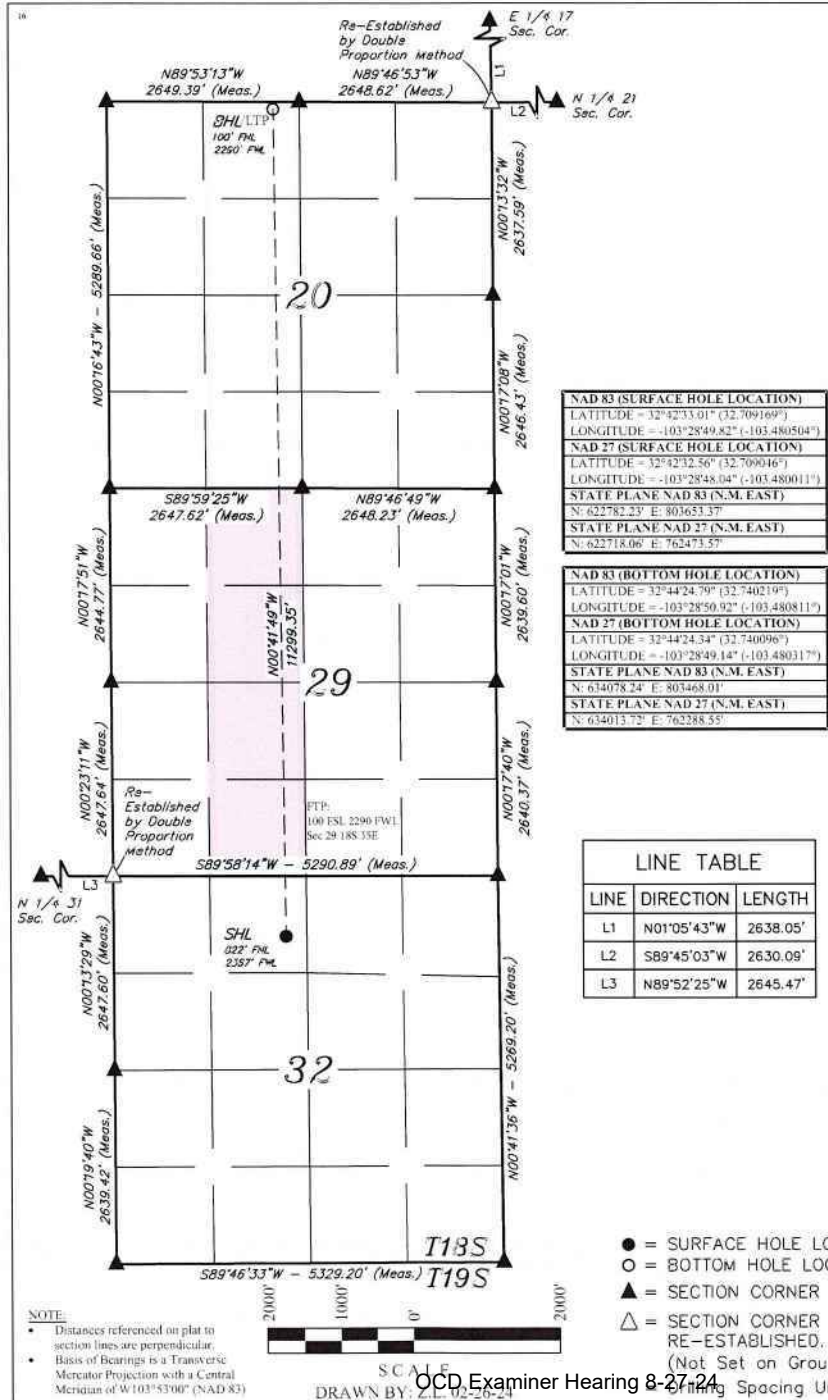 16
Re-Established
by Double
Proportion Method
E 1/4 17
Sec. Cor.
L1
L2
N 1/4 21
Sec. Cor.
N89°53'13"W
2649.39' (Meas.)
N89°46'53"W
2648.62' (Meas.)
BHL/LTP
100' FNL
2290' FWL
N00°16'43"W - 5289.66' (Meas.)
N00°13'32"W
2637.59' (Meas.)
20
N00°17'08"W
2646.43' (Meas.)
S89°59'25"W
2647.62' (Meas.)
N89°46'49"W
2648.23' (Meas.)
N00°17'51"W
2644.77' (Meas.)
N00°41'49"W
11299.35'
N00°17'01"W
2639.60' (Meas.)
29
N00°23'11"W
2647.64' (Meas.)
N00°17'40"W
2640.37' (Meas.)
Re-
Established
by Double
Proportion
Method
FTP:
100 FSL 2290 FWL
Sec 29 18S 35E
S89°58'14"W - 5290.89' (Meas.)
L3
N 1/4 31
Sec. Cor.
SHL
822' FNL
2357' FWL
N00°13'29"W
2647.60' (Meas.)
32
N00°41'36"W - 5269.20' (Meas.)
N00°19'40"W
2639.42' (Meas.)
T18S
S89°46'33"W - 5329.20' (Meas.)
T19S
NAD 83 (SURFACE HOLE LOCATION)
LATITUDE = 32°42'33.01" (32.709169°)
LONGITUDE = -103°28'49.82" (-103.480504°)
NAD 27 (SURFACE HOLE LOCATION)
LATITUDE = 32°42'32.56" (32.709046°)
LONGITUDE = -103°28'48.04" (-103.480011°)
STATE PLANE NAD 83 (N.M. EAST)
N: 622782.23' E: 803653.37'
STATE PLANE NAD 27 (N.M. EAST)
N: 622718.06' E: 762473.57'
NAD 83 (BOTTOM HOLE LOCATION)
LATITUDE = 32°44'24.79" (32.740219°)
LONGITUDE = -103°28'50.92" (-103.480811°)
NAD 27 (BOTTOM HOLE LOCATION)
LATITUDE = 32°44'24.34" (32.740096°)
LONGITUDE = -103°28'49.14" (-103.480317°)
STATE PLANE NAD 83 (N.M. EAST)
N: 634078.24' E: 803468.01'
STATE PLANE NAD 27 (N.M. EAST)
N: 634013.72' E: 762288.55'
LINE TABLE
LINE DIRECTION LENGTH
L1 N01°05'43"W 2638.05'
L2 S89°45'03"W 2630.09'
L3 N89°52'25"W 2645.47'
● = SURFACE HOLE LO
○ = BOTTOM HOLE LO
▲ = SECTION CORNER
△ = SECTION CORNER
RE-ESTABLISHED.
(Not Set on Grou
Drilling Spacing U
NOTE:
• Distances referenced on plat to
section lines are perpendicular.
• Basis of Bearings is a Transverse
Mercator Projection with a Central
Meridian of W103°53'00" (NAD 83)
2000' 1000' 0' 2000'
SCALE
DRAWN BY: Z.L. 02-26-24
OCD Examiner Hearing 8-27-24